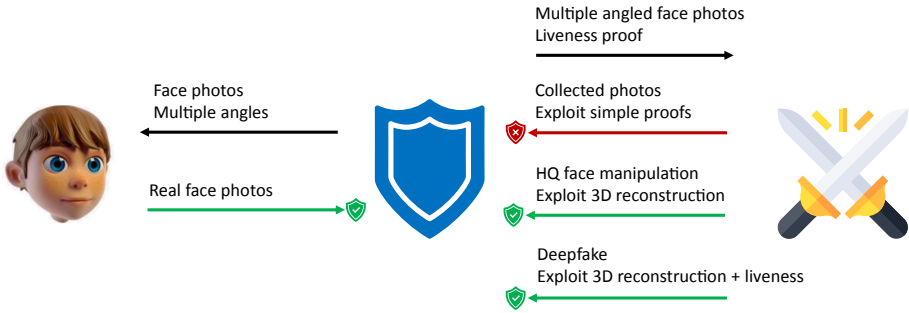 Face photos
Multiple angles
Real face photos
Multiple angled face photos
Liveness proof
Collected photos
Exploit simple proofs
HQ face manipulation
Exploit 3D reconstruction
Deepfake
Exploit 3D reconstruction + liveness